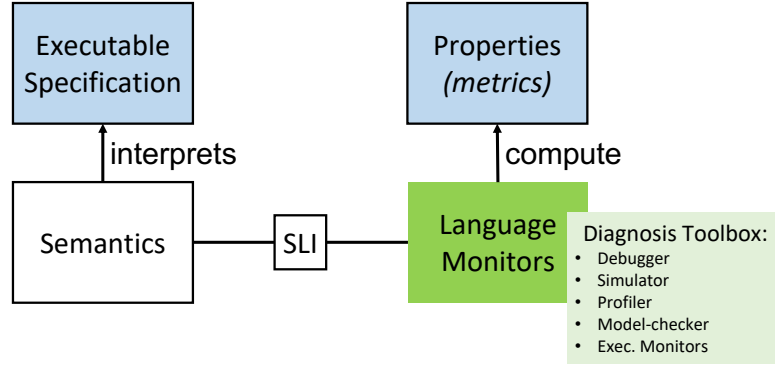 Executable
Specification
Properties
(metrics)
interprets
compute
Semantics
SLI
Language
Monitors
Diagnosis Toolbox:
• Debugger
• Simulator
• Profiler
• Model-checker
• Exec. Monitors